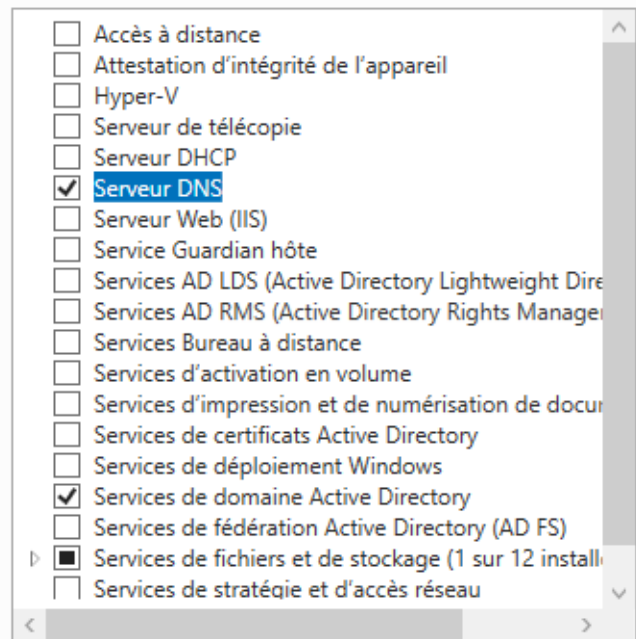 Accès à distance
Attestation d’intégrité de l’appareil
Hyper-V
Serveur de télécopie
Serveur DHCP
Serveur DNS
Serveur Web (IIS)
Service Guardian hôte
Services AD LDS (Active Directory Lightweight Dire
Services AD RMS (Active Directory Rights Manage
Services Bureau à distance
Services d’activation en volume
Services d’impression et de numérisation de docu
Services de certificats Active Directory
Services de déploiement Windows
Services de domaine Active Directory
Services de fédération Active Directory (AD FS)
Services de fichiers et de stockage (1 sur 12 install
Services de stratégie et d’accès réseau